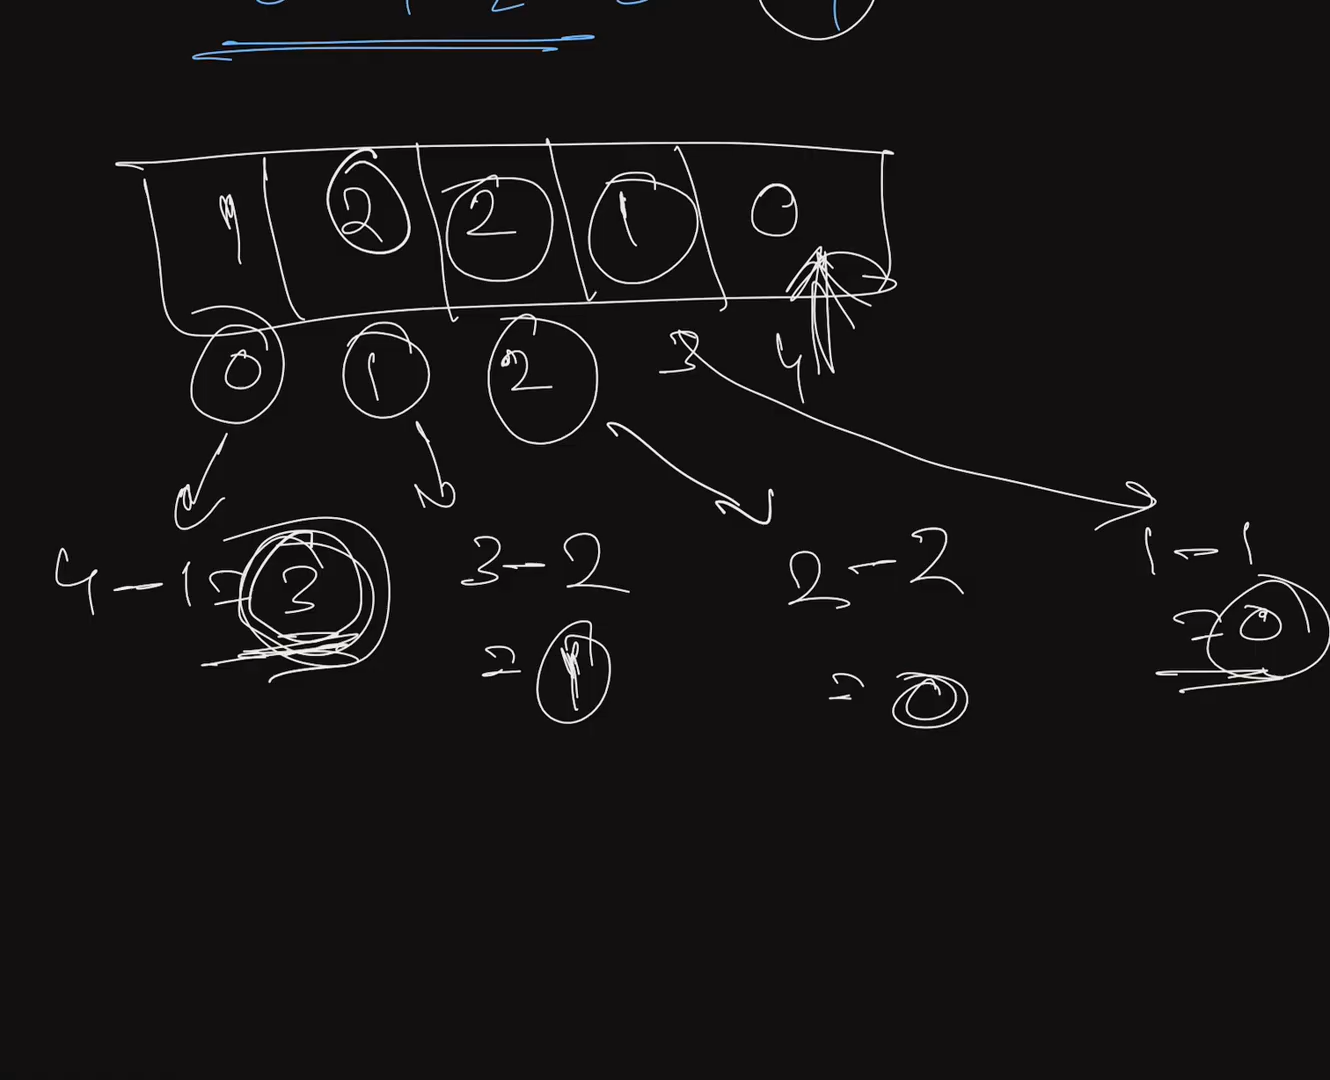 1 2 2 1 0
0 1 2 3 4
4 - 1 = 3
3 - 2
= 1
2 - 2
= 0
1 - 1
= 0